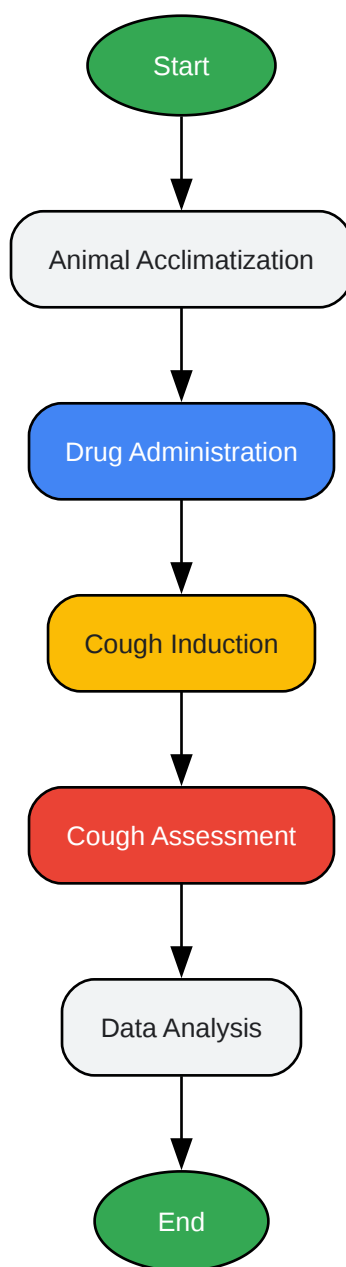 Start
Animal Acclimatization
Drug Administration
Cough Induction
Cough Assessment
Data Analysis
End